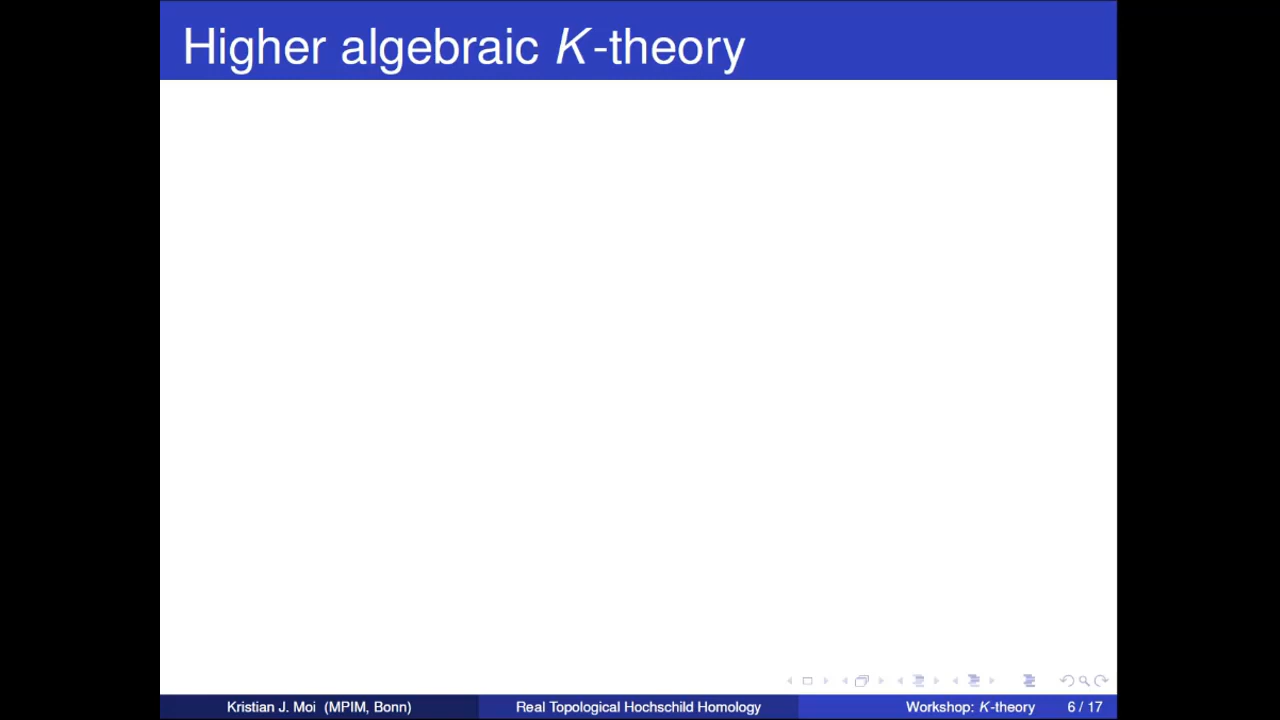 Higher algebraic K-theory
Kristian J. Moi (MPIM, Bonn) Real Topological Hochschild Homology Workshop: K-theory 6 / 17